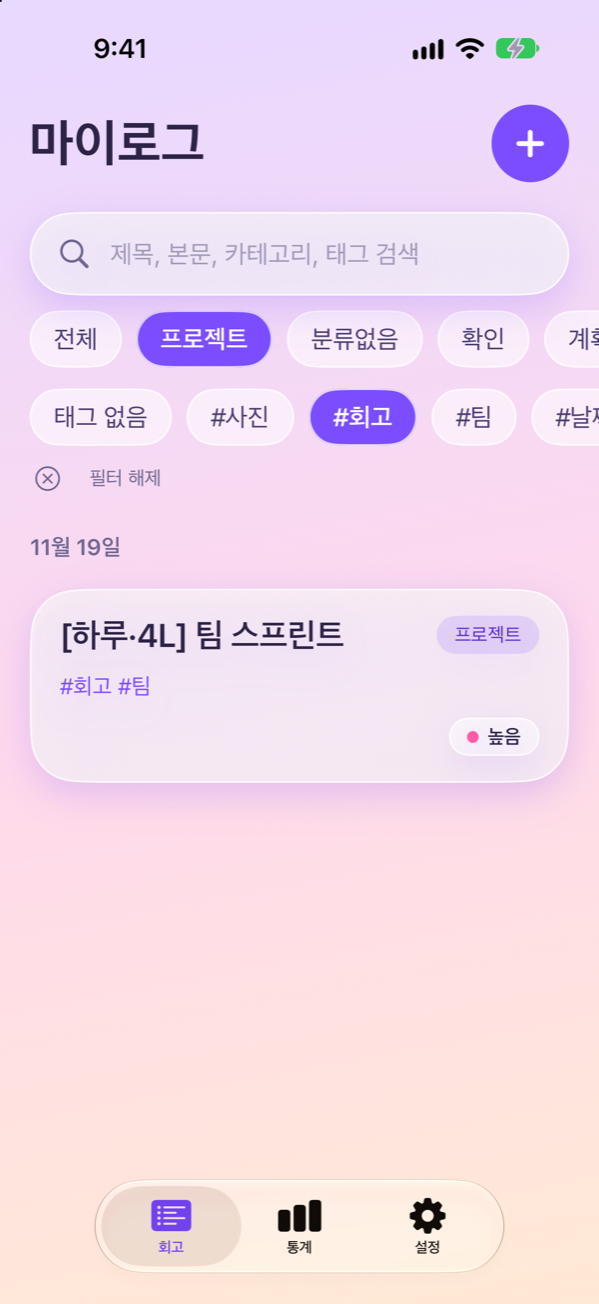 9:41
마이로그
제목, 본문, 카테고리, 태그 검색
전체 프로젝트 분류없음 확인
태그 없음 #사진 #회고 #팀
필터 해제
11월 19일
[하루·4L] 팀 스프린트 프로젝트
#회고 #팀
높음
회고 통계 설정